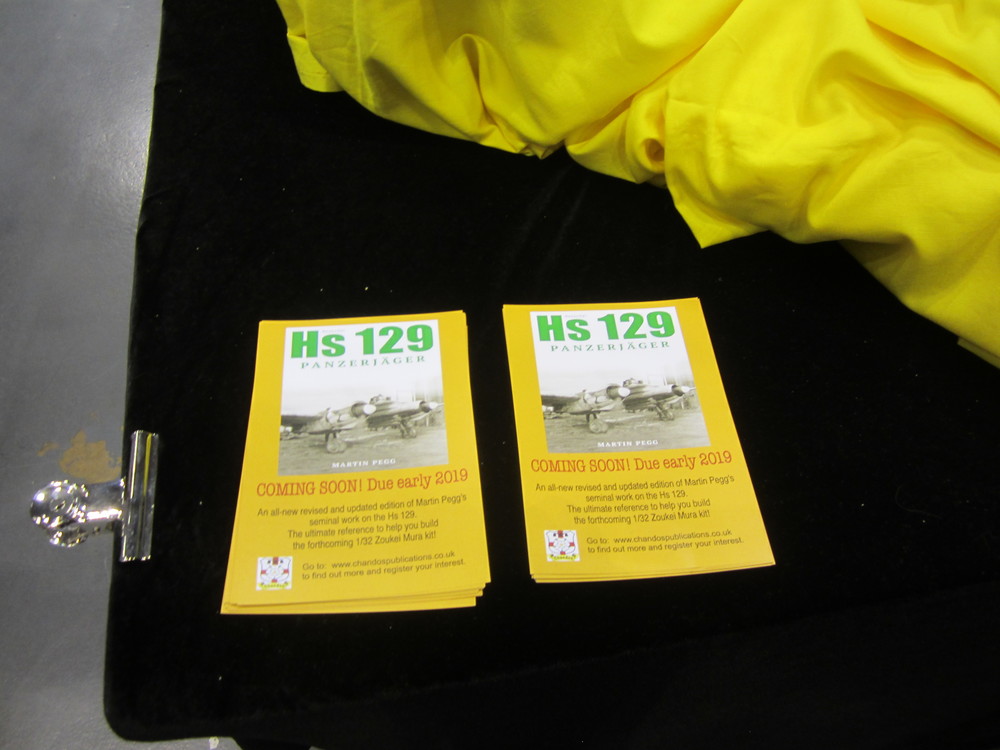 Hs 129
PANZERJÄGER
MARTIN PEGG
COMING SOON! Due early 2019
An all-new revised and updated edition of Martin Pegg's
seminal work on the Hs 129.
The ultimate reference to help you build
the forthcoming 1/32 Zoukei Mura kit!
Go to: www.chandospublications.co.uk
to find out more and register your interest.
Hs 129
PANZERJÄGER
MARTIN PEGG
COMING SOON! Due early 2019
An all-new revised and updated edition of Martin Pegg's
seminal work on the Hs 129.
The ultimate reference to help you build
the forthcoming 1/32 Zoukei Mura kit!
Go to: www.chandospublications.co.uk
to find out more and register your interest.